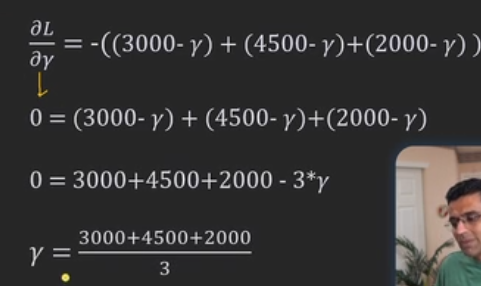 ∂L/∂γ = -((3000- γ) + (4500- γ)+(2000- γ) )
0 = (3000- γ) + (4500- γ)+(2000- γ)
0 = 3000+4500+2000 - 3*γ
γ = 3000+4500+2000/3